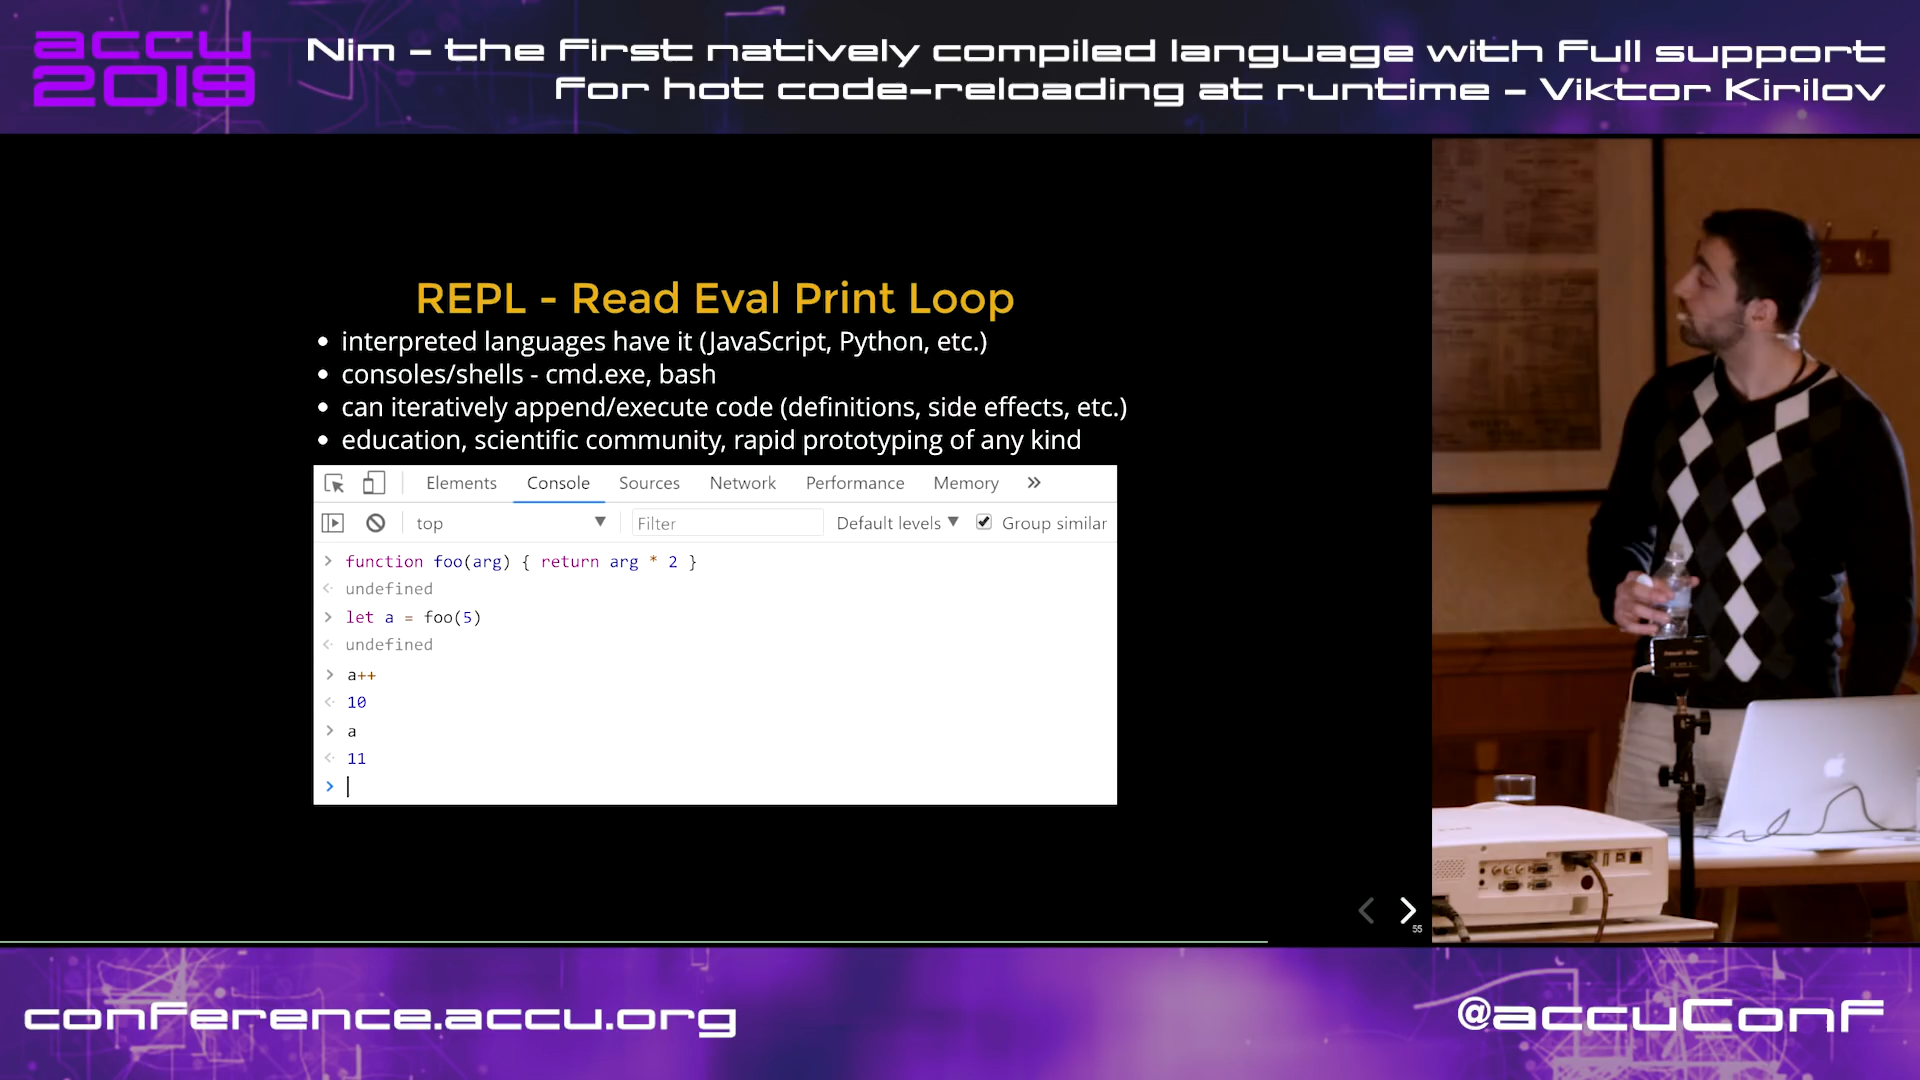 accu
2019
Nim - the first natively compiled language with full support
for hot code-reloading at runtime - Viktor Kirilov
REPL - Read Eval Print Loop
• interpreted languages have it (JavaScript, Python, etc.)
• consoles/shells - cmd.exe, bash
• can iteratively append/execute code (definitions, side effects, etc.)
• education, scientific community, rapid prototyping of any kind
Elements Console Sources Network Performance Memory »
top ▼ Filter Default levels ▼ Group similar
> function foo(arg) { return arg * 2 }
< undefined
> let a = foo(5)
< undefined
> a++
< 10
> a
< 11
>
55
conference.accu.org
@accuConf